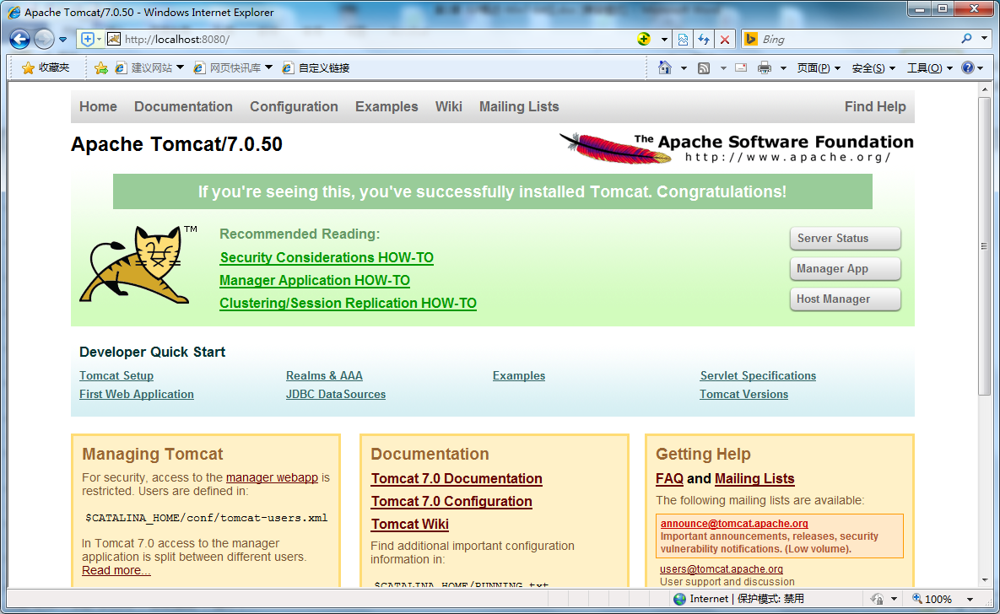 Apache Tomcat/7.0.50 - Windows Internet Explorer
http://localhost:8080/
Bing
收藏夹 建议网站 网页快讯库 自定义链接 页面(P) 安全(S) 工具(O)
Home Documentation Configuration Examples Wiki Mailing Lists Find Help
Apache Tomcat/7.0.50
The Apache Software Foundation
http://www.apache.org/
If you're seeing this, you've successfully installed Tomcat. Congratulations!
TM
Recommended Reading:
Security Considerations HOW-TO
Manager Application HOW-TO
Clustering/Session Replication HOW-TO
Server Status
Manager App
Host Manager
Developer Quick Start
Tomcat Setup Realms & AAA Examples Servlet Specifications
First Web Application JDBC DataSources Tomcat Versions
Managing Tomcat
For security, access to the manager webapp is
restricted. Users are defined in:
$CATALINA_HOME/conf/tomcat-users.xml
In Tomcat 7.0 access to the manager
application is split between different users.
Read more...
Documentation
Tomcat 7.0 Documentation
Tomcat 7.0 Configuration
Tomcat Wiki
Find additional important configuration
information in:
$CATALINA_HOME/RUNNING.txt
Getting Help
FAQ and Mailing Lists
The following mailing lists are available:
announce@tomcat.apache.org
Important announcements, releases, security
vulnerability notifications. (Low volume).
users@tomcat.apache.org
User support and discussion
Internet | 保护模式: 禁用 100%